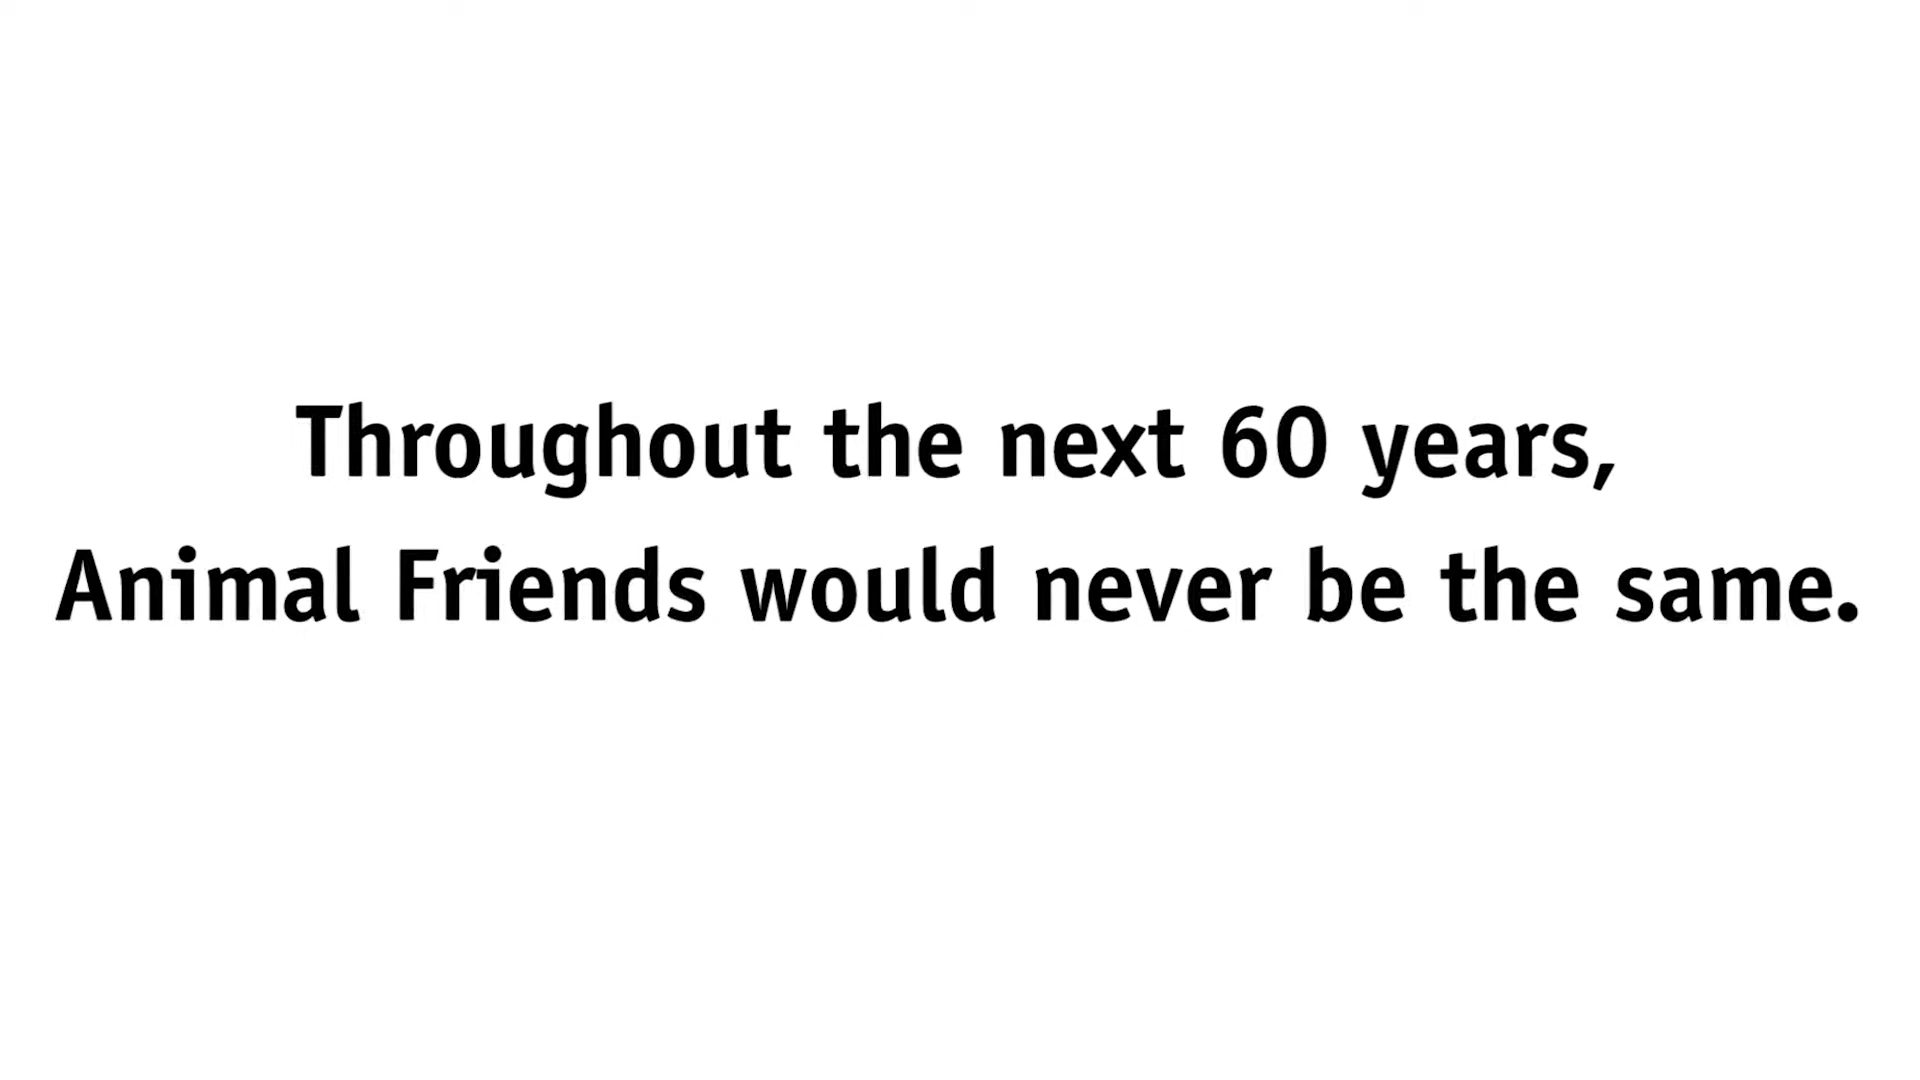 Throughout the next 60 years,
Animal Friends would never be the same.